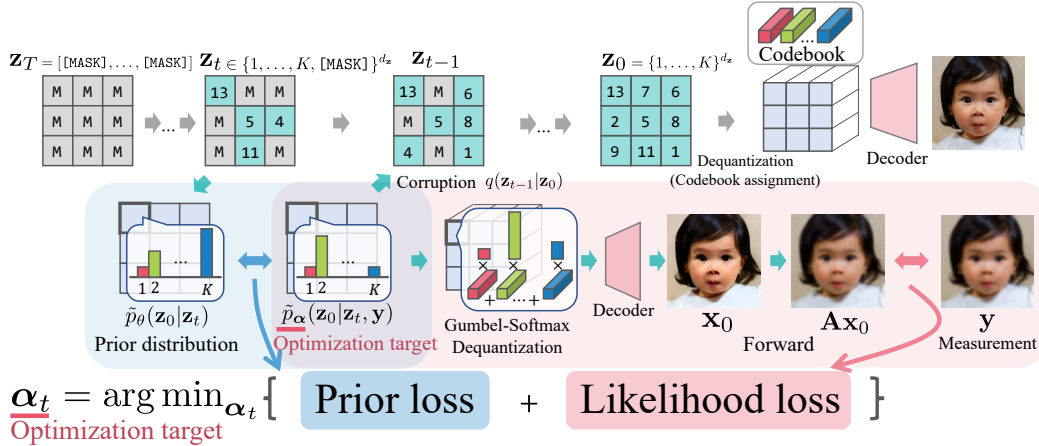 Codebook
...
z_T = [[MASK], ..., [MASK]] z_t ∈ {1, ..., K, [MASK]}^{d_z} z_{t-1} z_0 = {1, ..., K}^{d_z}
M M M 13 M M 13 M 6 13 7 6
M M M ... M 5 4 M 5 8 ... 2 5 8
M M M M 11 M 4 M 1 9 11 1
Dequantization
(Codebook assignment)
Decoder
Corruption q(z_{t-1}|z_0)
... ...
1 2 K 1 2 K
× × ×
+ ... +
p̃_θ(z_0|z_t) p̃_α(z_0|z_t, y)
Prior distribution Optimization target
Gumbel-Softmax
Dequantization
Decoder
x_0 Ax_0 y
Forward Measurement
α_t = arg min_{α_t} { Prior loss + Likelihood loss }
Optimization target